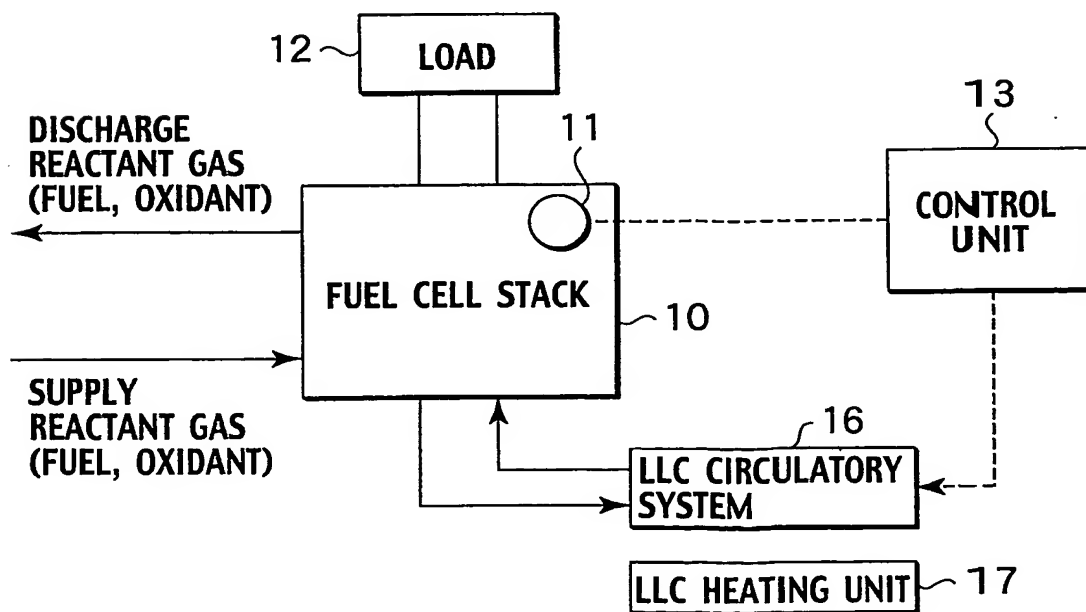 12
LOAD
11
13
DISCHARGE
REACTANT GAS
(FUEL, OXIDANT)
CONTROL
UNIT
FUEL CELL STACK
10
SUPPLY
REACTANT GAS
(FUEL, OXIDANT)
16
LLC CIRCULATORY
SYSTEM
LLC HEATING UNIT
17